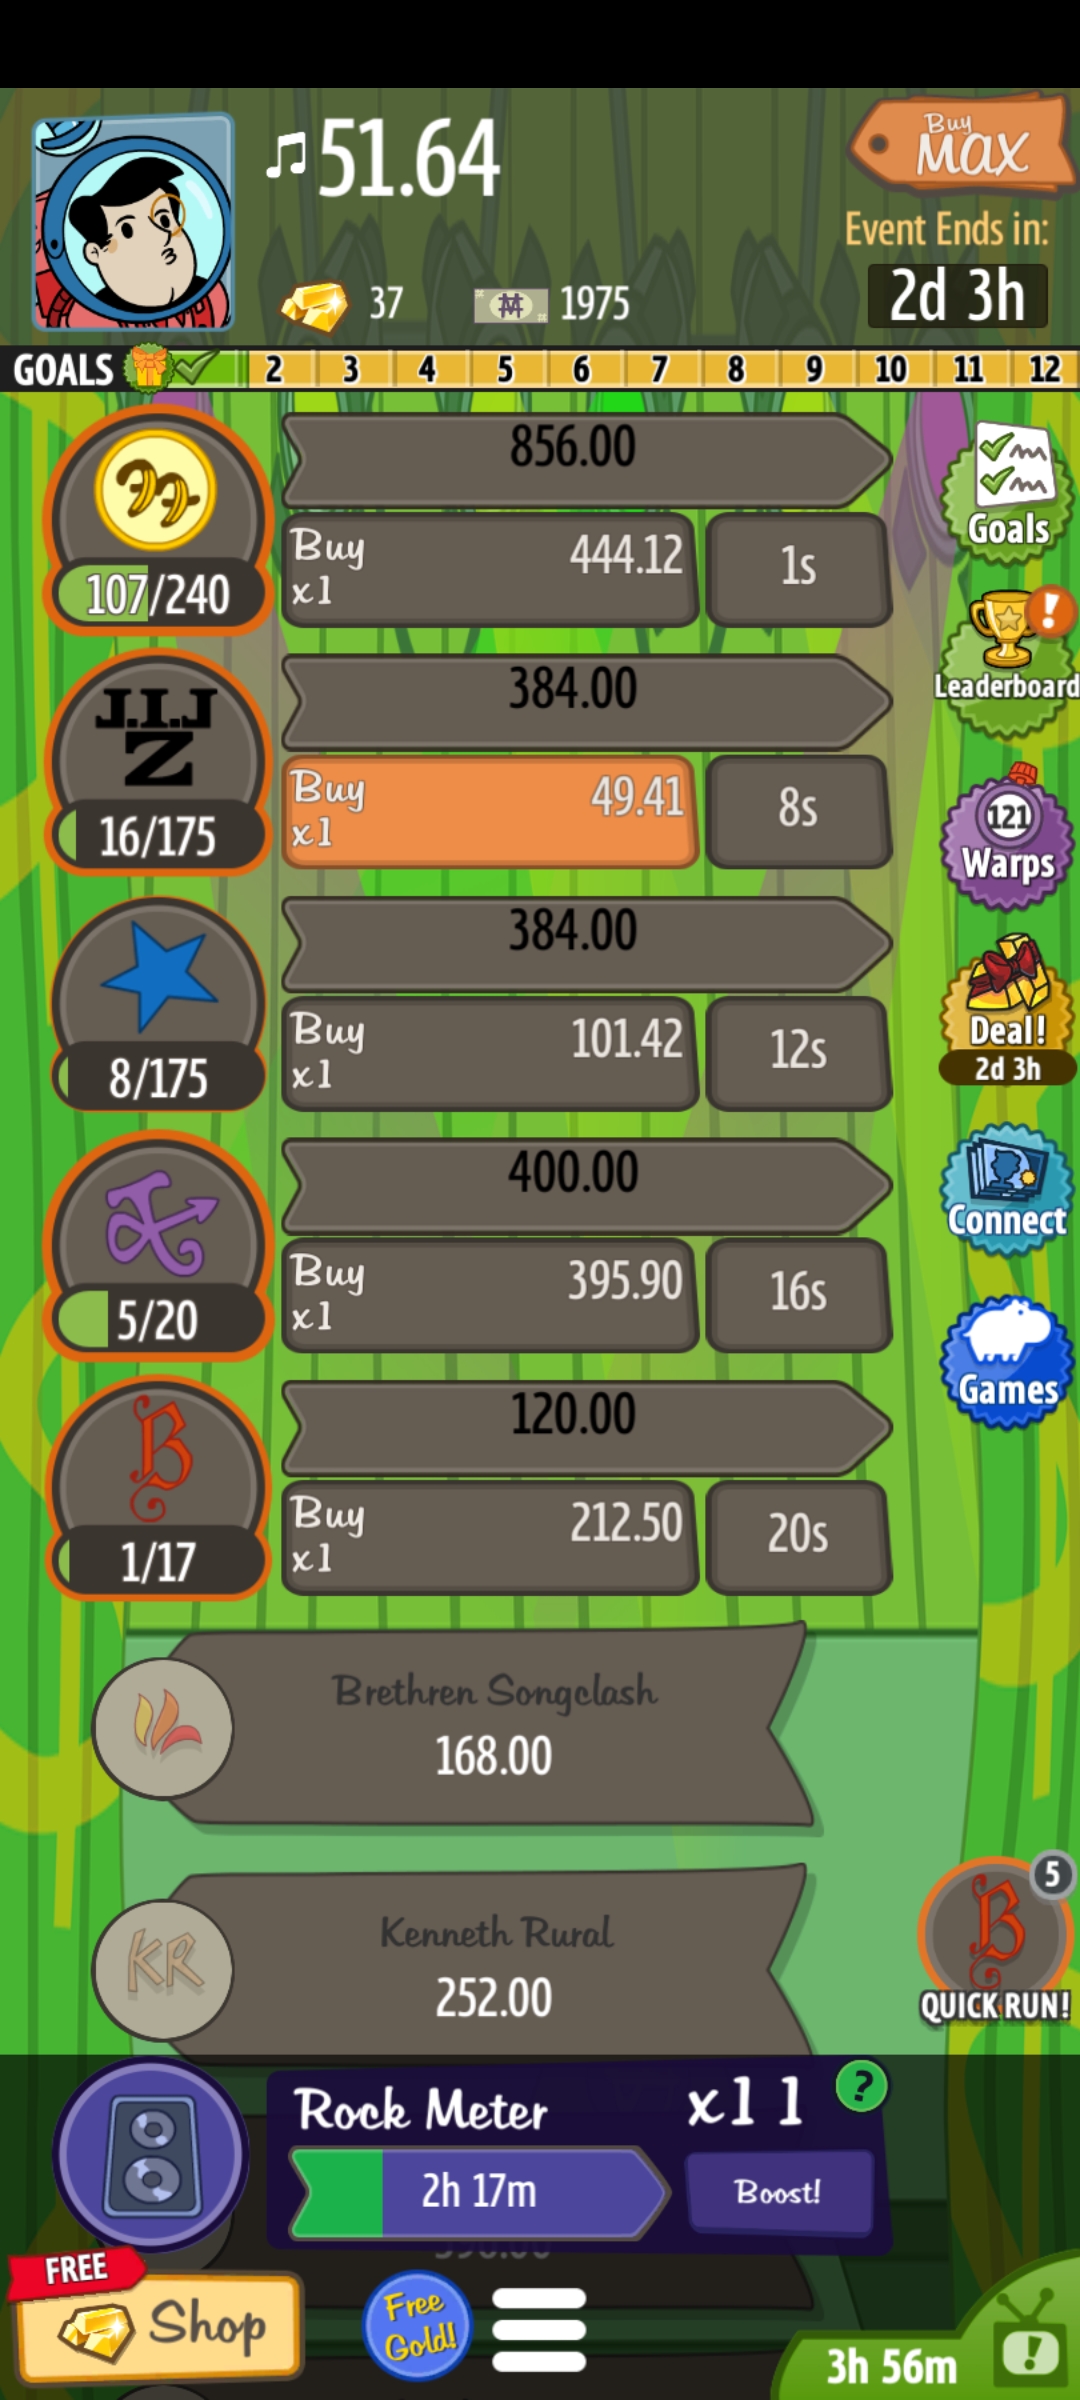 51.64
Buy
MAX
Event Ends in:
2d 3h
37
1975
GOALS 2 3 4 5 6 7 8 9 10 11 12
856.00
Buy
x1
444.12
1s
107/240
Goals
J.I.J
Z
384.00
Buy
x1
49.41
8s
16/175
!
Leaderboard
121
Warps
384.00
Buy
x1
101.42
12s
8/175
Deal!
2d 3h
400.00
Buy
x1
395.90
16s
5/20
Connect
Games
B
120.00
Buy
x1
212.50
20s
1/17
Brethren Songclash
168.00
KR
Kenneth Rural
252.00
5
B
QUICK RUN!
Rock Meter
x11
?
2h 17m
Boost!
FREE
Shop
Free
Gold!
3h 56m
!